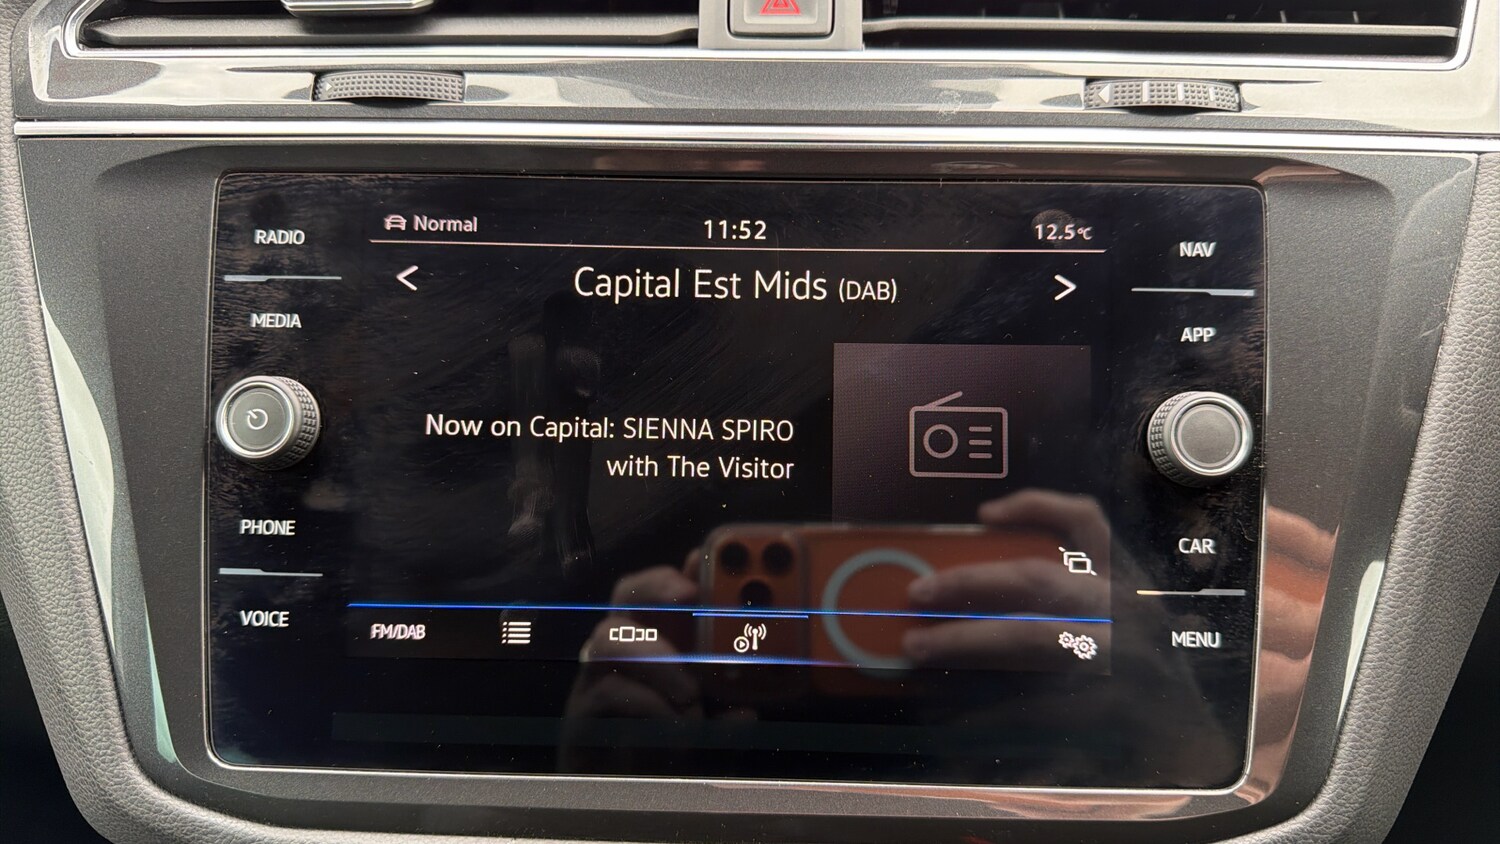 Normal 11:52 12.5°C
RADIO
NAV
Capital Est Mids (DAB)
MEDIA
APP
Now on Capital: SIENNA SPIRO
with The Visitor
PHONE
CAR
VOICE
FM/DAB
MENU